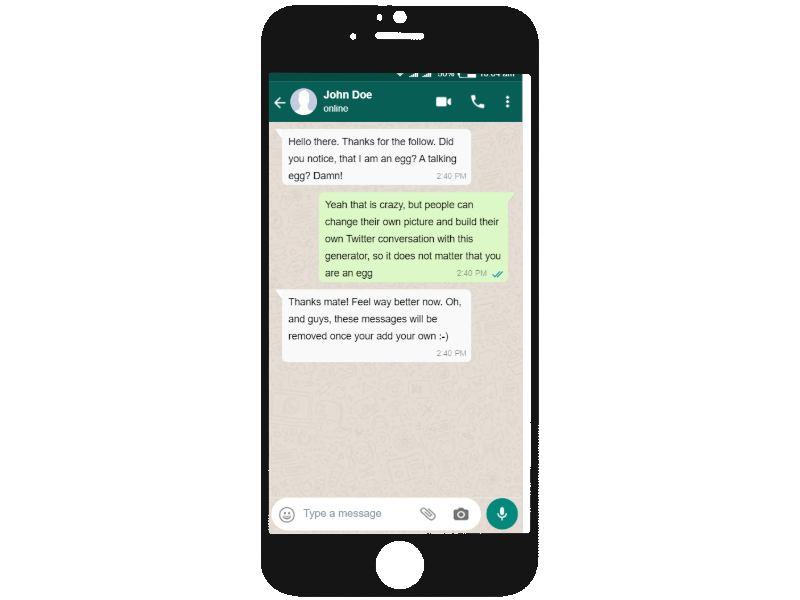 50%
John Doe
online
Hello there. Thanks for the follow. Did
you notice, that I am an egg? A talking
egg? Damn!
2:40 PM
Yeah that is crazy, but people can
change their own picture and build their
own Twitter conversation with this
generator, so it does not matter that you
are an egg
2:40 PM
Thanks mate! Feel way better now. Oh,
and guys, these messages will be
removed once your add your own :-)
2:40 PM
Type a message